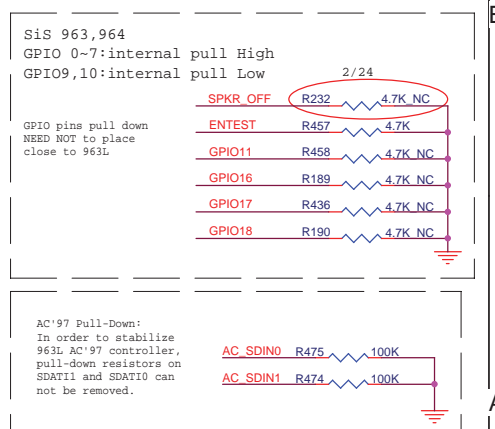 SiS 963,964
GPIO 0~7:internal pull High
GPIO9,10:internal pull Low
2/24
SPKR_OFF R232 4.7K_NC
ENTEST R457 4.7K
GPIO11 R458 4.7K_NC
GPIO16 R189 4.7K_NC
GPIO17 R436 4.7K_NC
GPIO18 R190 4.7K_NC
GPIO pins pull down
NEED NOT to place
close to 963L
AC'97 Pull-Down:
In order to stabilize
963L AC'97 controller,
pull-down resistors on
SDATI1 and SDATI0 can
not be removed.
AC_SDIN0 R475 100K
AC_SDIN1 R474 100K